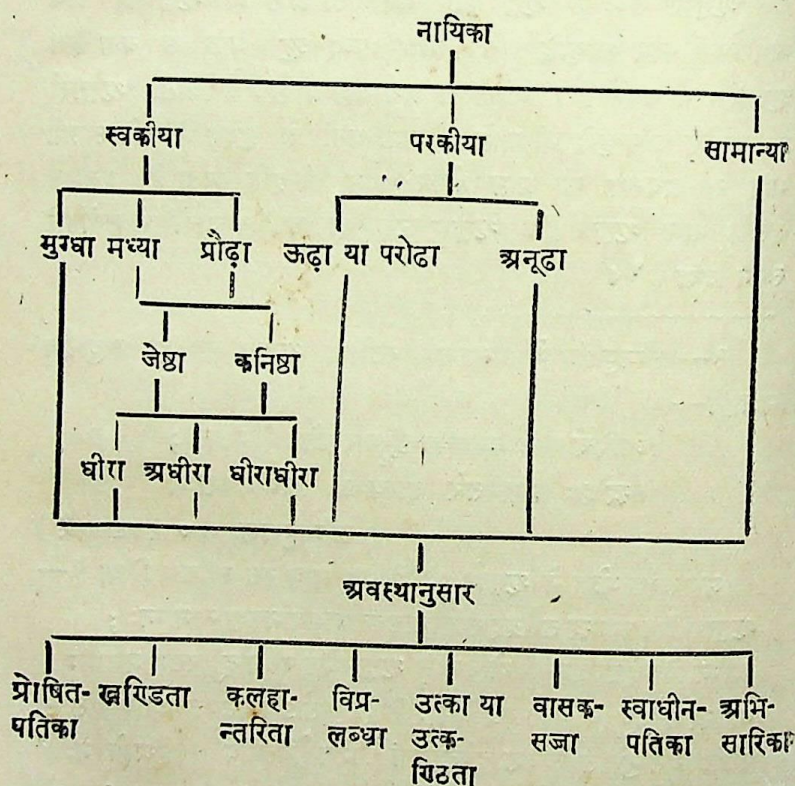 नायिका
स्वकीया परकीया सामान्या
मुग्धा मध्या प्रौढ़ा ऊढ़ा या परोढा अनूढा
जेष्ठा कनिष्ठा
धीरा अधीरा धीराधीरा
अवस्थानुसार
प्रोषित- खण्डिता कलहा- विप्र- उत्का या वासक- स्वाधीन- अभि-
पतिका न्तरिता लब्धा उत्क- सज्जा पतिका सारिका
ण्ठिता